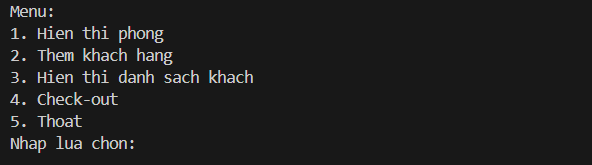 Menu:
1. Hien thi phong
2. Them khach hang
3. Hien thi danh sach khach
4. Check-out
5. Thoat
Nhap lua chon: